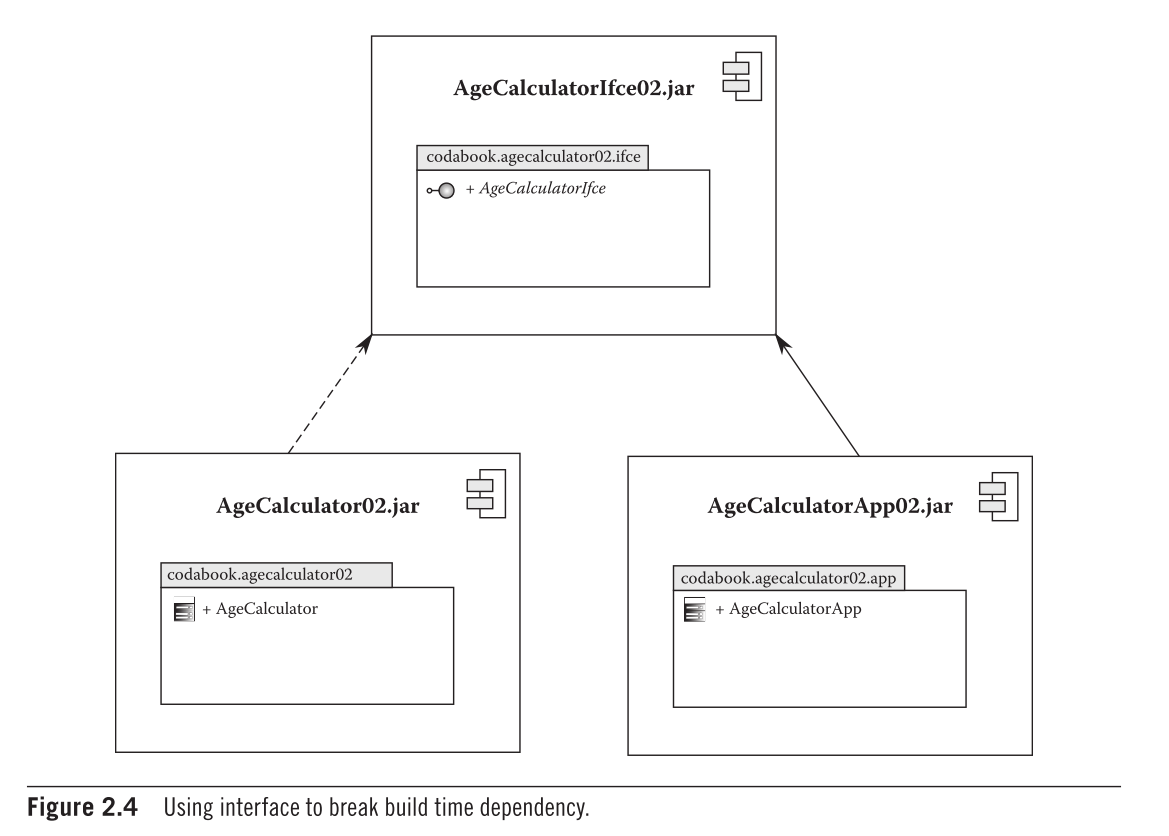 AgeCalculatorIfce02.jar
codabook.agecalculator02.ifce
+ AgeCalculatorIfce
AgeCalculator02.jar
codabook.agecalculator02
+ AgeCalculator
AgeCalculatorApp02.jar
codabook.agecalculator02.app
+ AgeCalculatorApp
Figure 2.4 Using interface to break build time dependency.